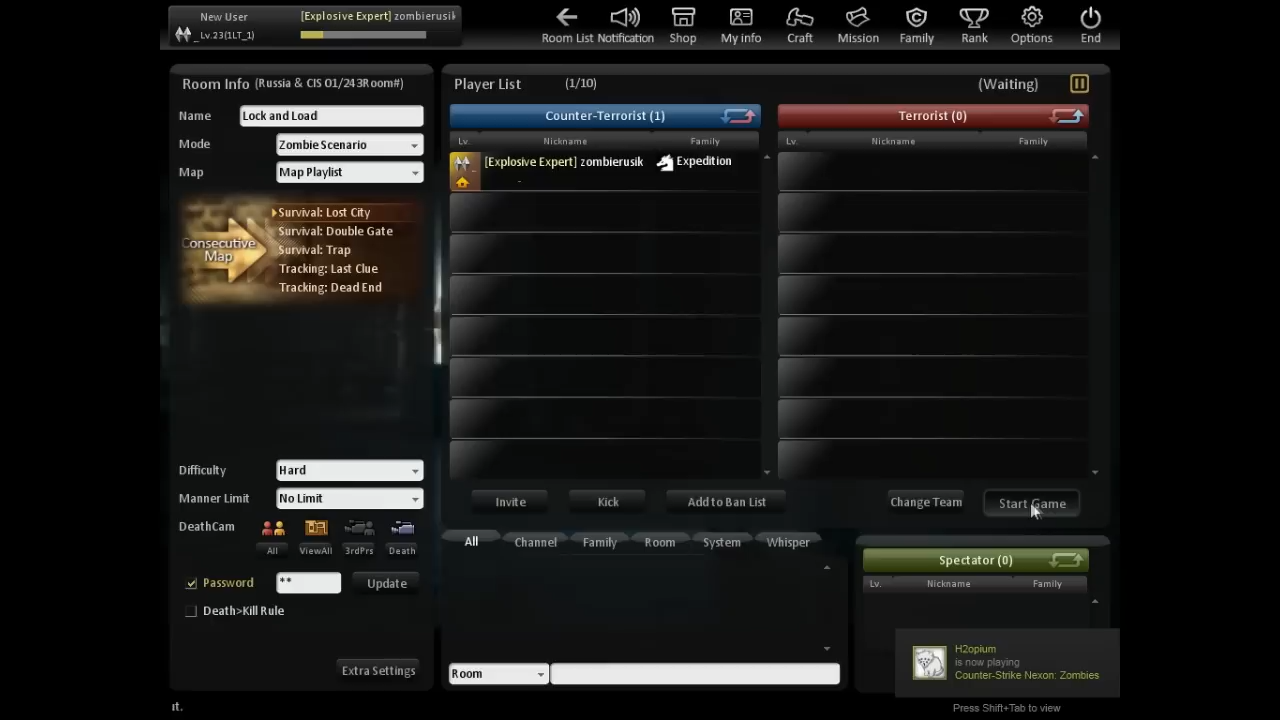 New User
_ Lv.23(1LT_1)
[Explosive Expert] zombierusik
Room List
Notification
Shop
My info
Craft
Mission
Family
Rank
Options
End
Room Info (Russia & CIS 01/243Room#)
Name Lock and Load
Mode Zombie Scenario
Map Map Playlist
Consecutive
Map
Survival: Lost City
Survival: Double Gate
Survival: Trap
Tracking: Last Clue
Tracking: Dead End
Difficulty Hard
Manner Limit No Limit
DeathCam
All ViewAll 3rdPrs Death
Password ** Update
Death>Kill Rule
Extra Settings
Player List (1/10) (Waiting)
Counter-Terrorist (1)
Lv. Nickname Family
[Explosive Expert] zombierusik Expedition
Terrorist (0)
Lv. Nickname Family
Invite Kick Add to Ban List Change Team Start Game
All Channel Family Room System Whisper
Room
Spectator (0)
Lv. Nickname Family
H2opium
is now playing
Counter-Strike Nexon: Zombies
Press Shift+Tab to view